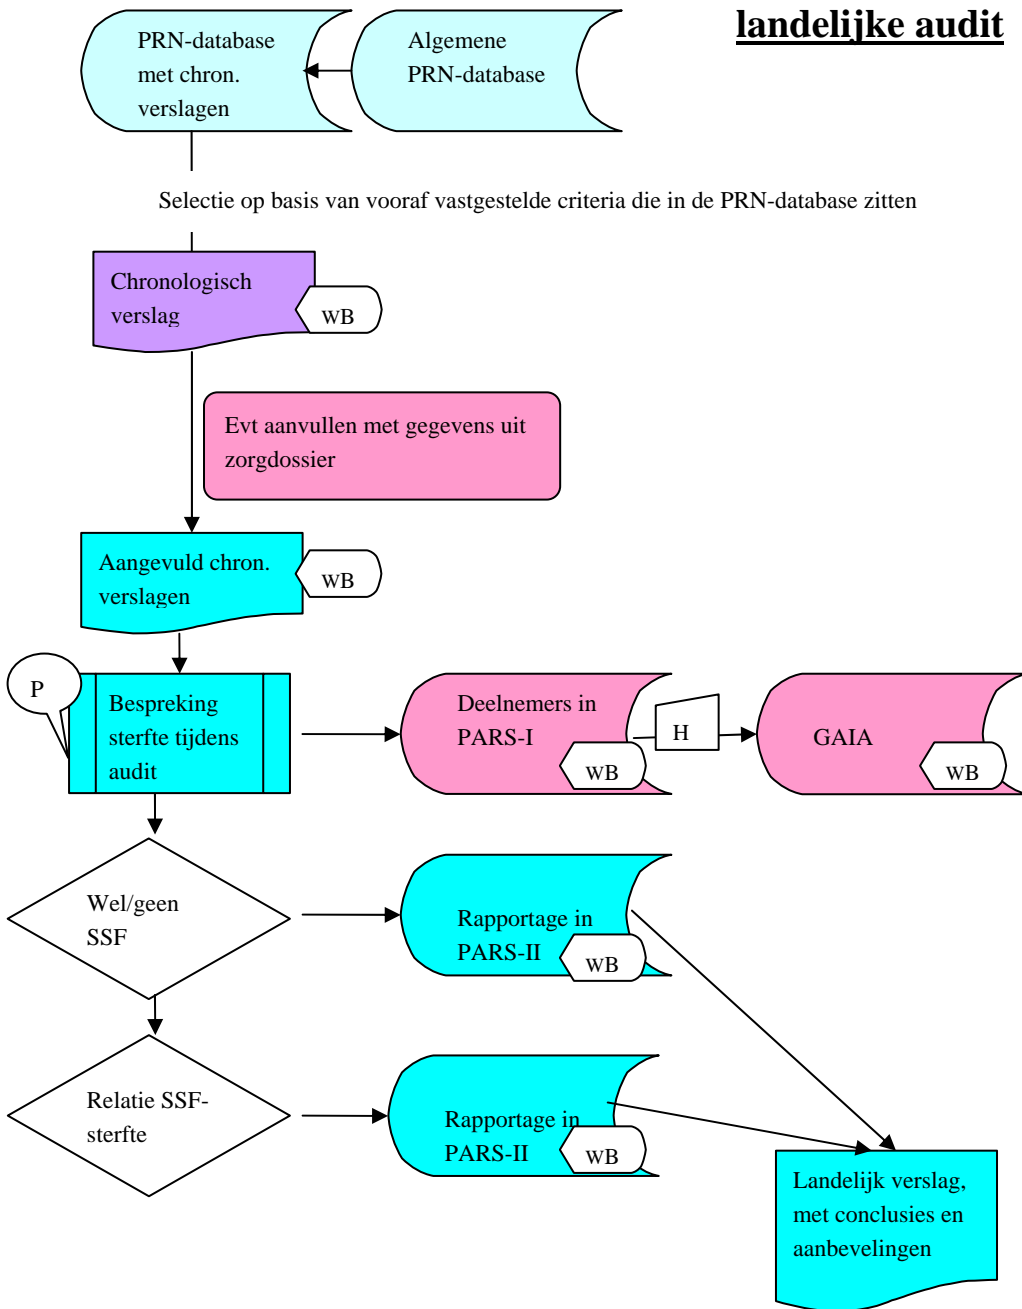 landelijke audit
PRN-database
met chron.
verslagen
Algemene
PRN-database
Selectie op basis van vooraf vastgestelde criteria die in de PRN-database zitten
Chronologisch
verslag
WB
Evt aanvullen met gegevens uit
zorgdossier
Aangevuld chron.
verslagen
WB
P
Bespreking
sterfte tijdens
audit
Deelnemers in
PARS-I
WB
H
GAIA
WB
Wel/geen
SSF
Rapportage in
PARS-II
WB
Relatie SSF-
sterfte
Rapportage in
PARS-II
WB
Landelijk verslag,
met conclusies en
aanbevelingen